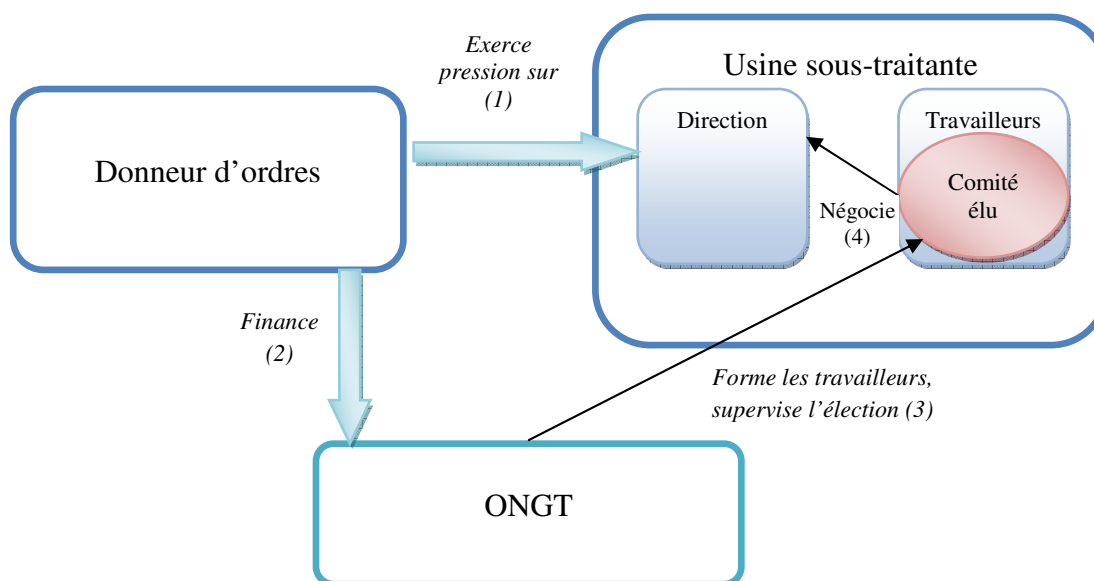 Exerce
pression sur
(1)
Usine sous-traitante
Donneur d’ordres
Direction
Travailleurs
Comité
élu
Négocie
(4)
Finance
(2)
Forme les travailleurs,
supervise l’élection (3)
ONGT